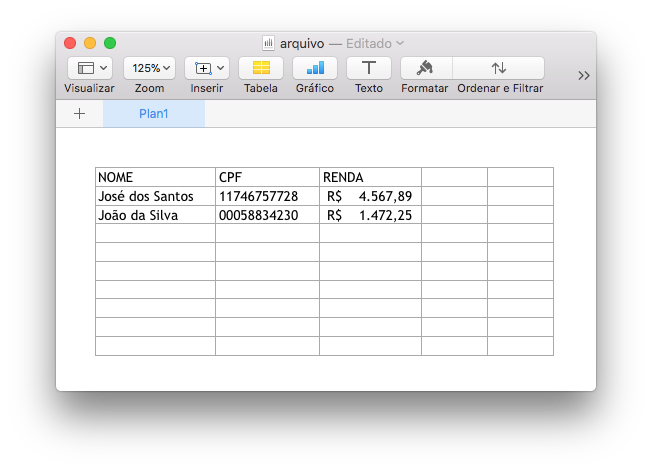 arquivo — Editado
125%
Visualizar Zoom Inserir Tabela Gráfico Texto Formatar Ordenar e Filtrar
Plan1
NOME CPF RENDA
José dos Santos 11746757728 R$ 4.567,89
João da Silva 00058834230 R$ 1.472,25